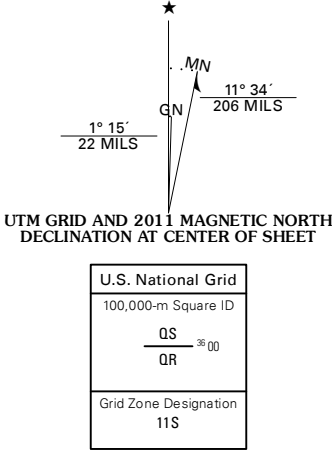 ★
MN
11° 34´
206 MILS
GN
1° 15´
22 MILS
UTM GRID AND 2011 MAGNETIC NORTH
DECLINATION AT CENTER OF SHEET
U.S. National Grid
100,000-m Square ID
QS
36 00
QR
Grid Zone Designation
11S